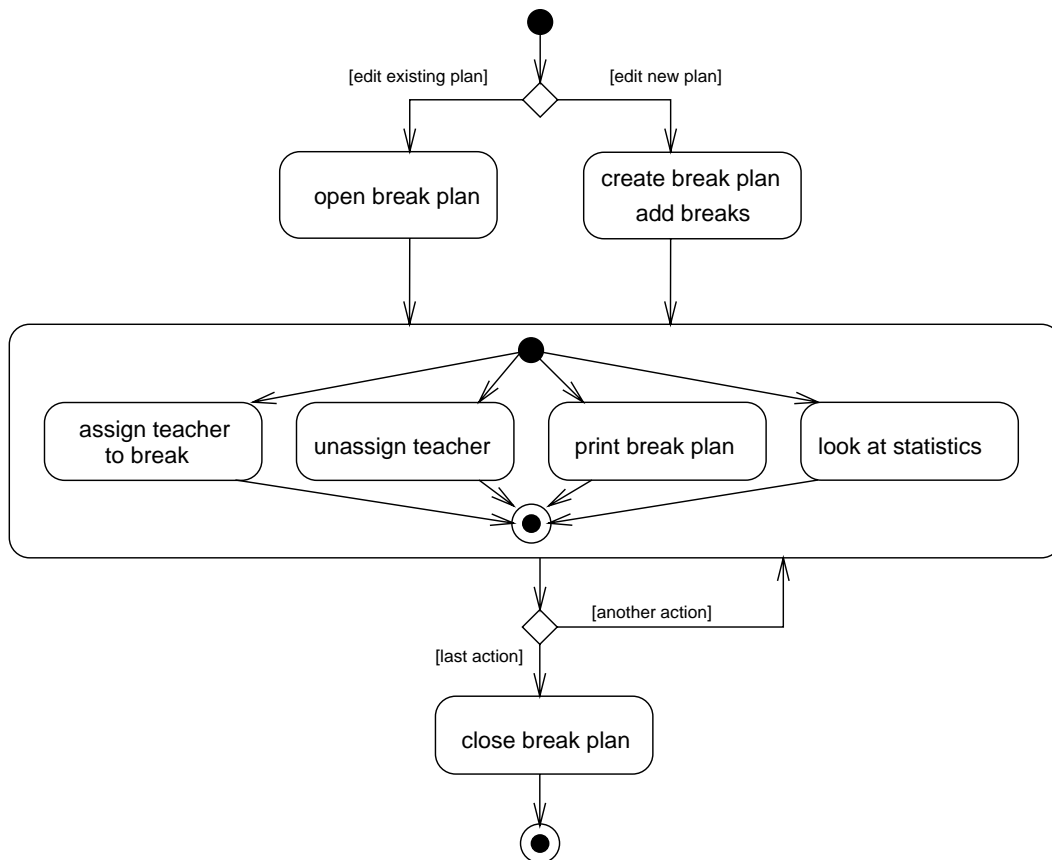 [edit existing plan]
[edit new plan]
open break plan
create break plan
add breaks
assign teacher
to break
unassign teacher
print break plan
look at statistics
[another action]
[last action]
close break plan